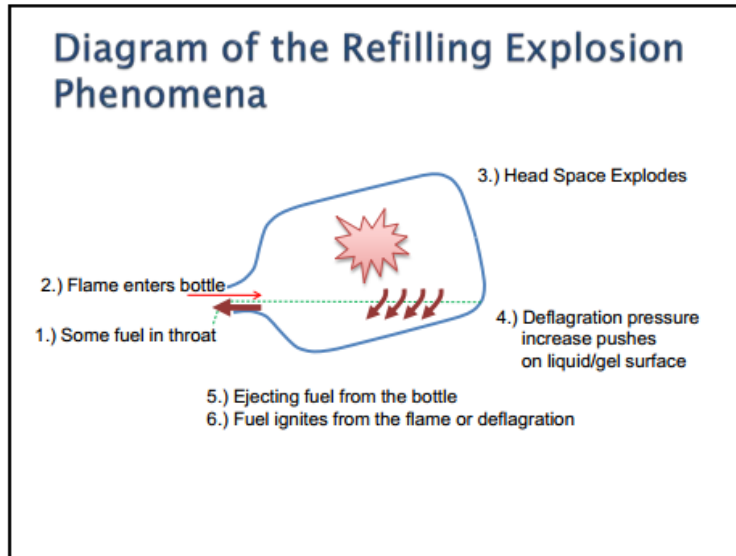 Diagram of the Refilling Explosion
Phenomena
3.) Head Space Explodes
2.) Flame enters bottle
1.) Some fuel in throat
4.) Deflagration pressure
increase pushes
on liquid/gel surface
5.) Ejecting fuel from the bottle
6.) Fuel ignites from the flame or deflagration